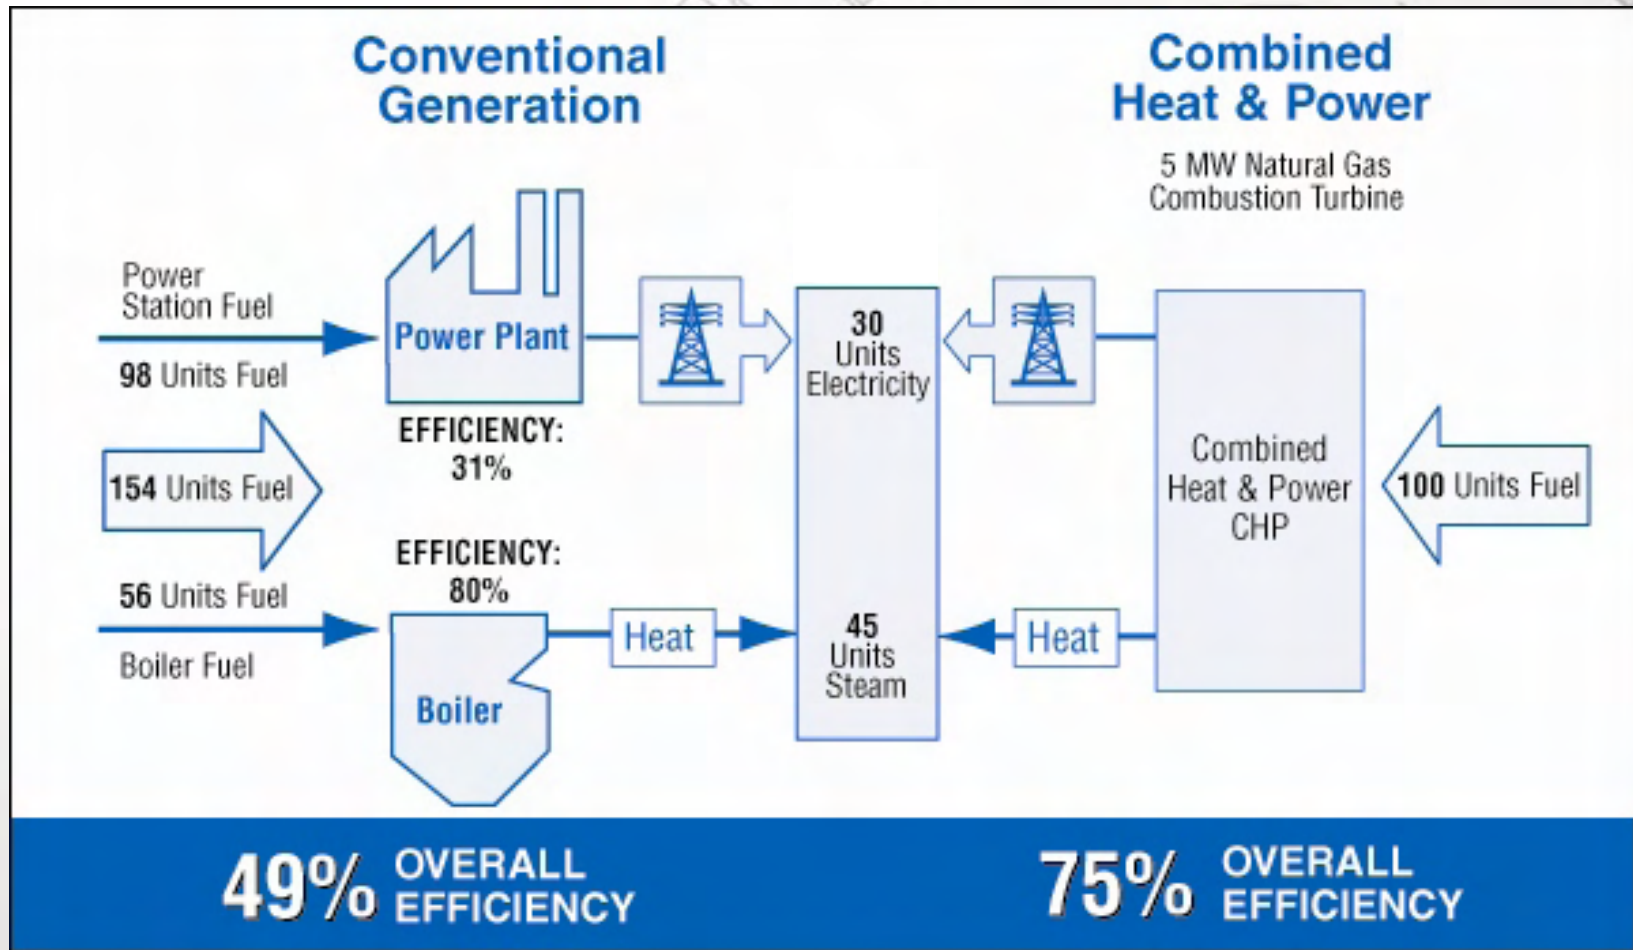 Conventional
Generation
Combined
Heat & Power
5 MW Natural Gas
Combustion Turbine
Power
Station Fuel
98 Units Fuel
Power Plant
EFFICIENCY:
31%
154 Units Fuel
EFFICIENCY:
80%
56 Units Fuel
Boiler Fuel
Boiler
Heat
30
Units
Electricity
45
Units
Steam
Heat
Combined
Heat & Power
CHP
100 Units Fuel
49% OVERALL
EFFICIENCY
75% OVERALL
EFFICIENCY